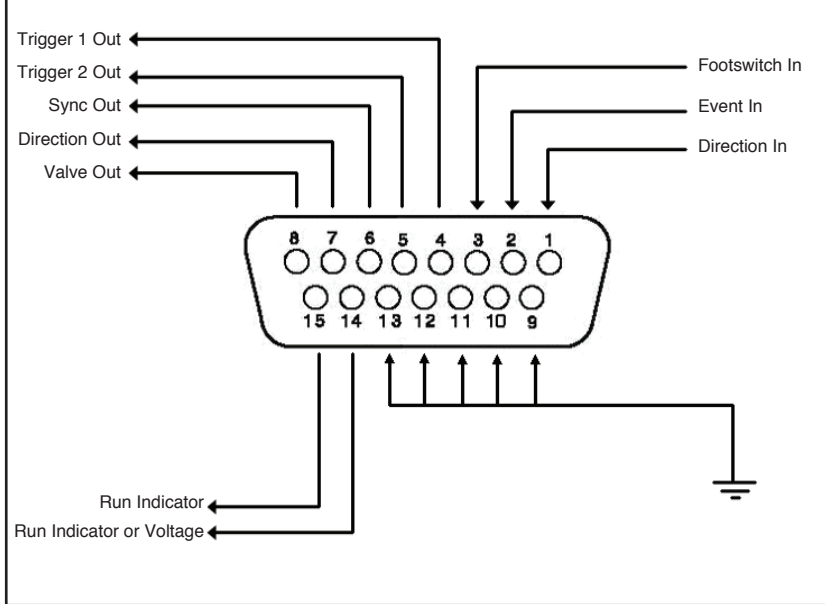 Trigger 1 Out
Trigger 2 Out
Sync Out
Direction Out
Valve Out
Footswitch In
Event In
Direction In
8 7 6 5 4 3 2 1
15 14 13 12 11 10 9
Run Indicator
Run Indicator or Voltage